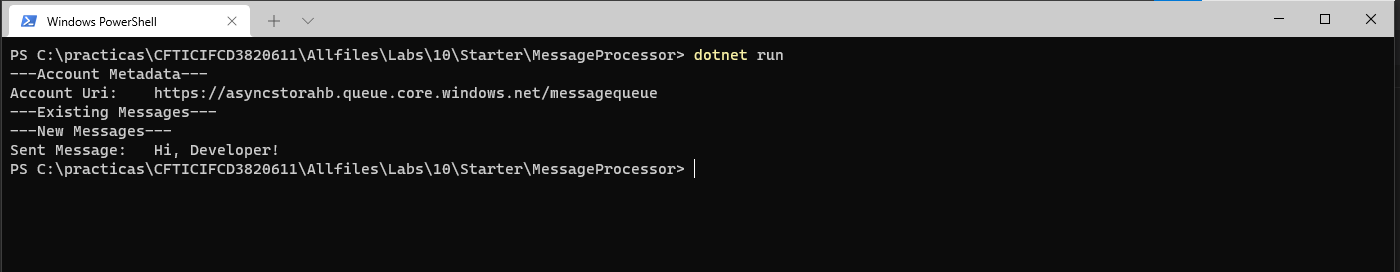 Windows PowerShell
PS C:\practicas\CFTICIFCD3820611\Allfiles\Labs\10\Starter\MessageProcessor> dotnet run
---Account Metadata---
Account Uri:    https://asyncstorahb.queue.core.windows.net/messagequeue
---Existing Messages---
---New Messages---
Sent Message:   Hi, Developer!
PS C:\practicas\CFTICIFCD3820611\Allfiles\Labs\10\Starter\MessageProcessor>